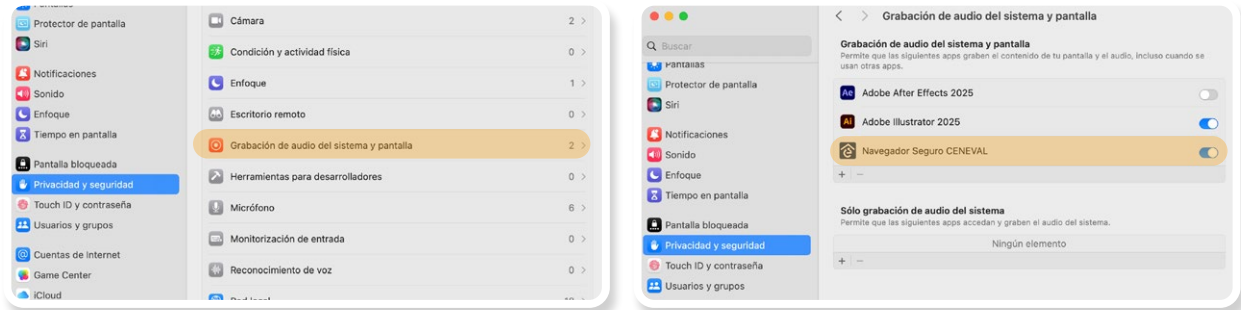 Pantallas
Protector de pantalla
Siri
Notificaciones
Sonido
Enfoque
Tiempo en pantalla
Pantalla bloqueada
Privacidad y seguridad
Touch ID y contraseña
Usuarios y grupos
Cuentas de Internet
Game Center
iCloud
Cámara 2
Condición y actividad física 0
Enfoque 1
Escritorio remoto 0
Grabación de audio del sistema y pantalla 2
Herramientas para desarrolladores 0
Micrófono 6
Monitorización de entrada 0
Reconocimiento de voz 0
Red local
Buscar
Pantallas
Protector de pantalla
Siri
Notificaciones
Sonido
Enfoque
Tiempo en pantalla
Pantalla bloqueada
Privacidad y seguridad
Touch ID y contraseña
Usuarios y grupos
Grabación de audio del sistema y pantalla
Grabación de audio del sistema y pantalla
Permite que las siguientes apps graben el contenido de tu pantalla y el audio, incluso cuando se
usan otras apps.
Ae Adobe After Effects 2025
Ai Adobe Illustrator 2025
Navegador Seguro CENEVAL
+ −
Sólo grabación de audio del sistema
Permite que las siguientes apps accedan y graben el audio del sistema.
Ningún elemento
+ −